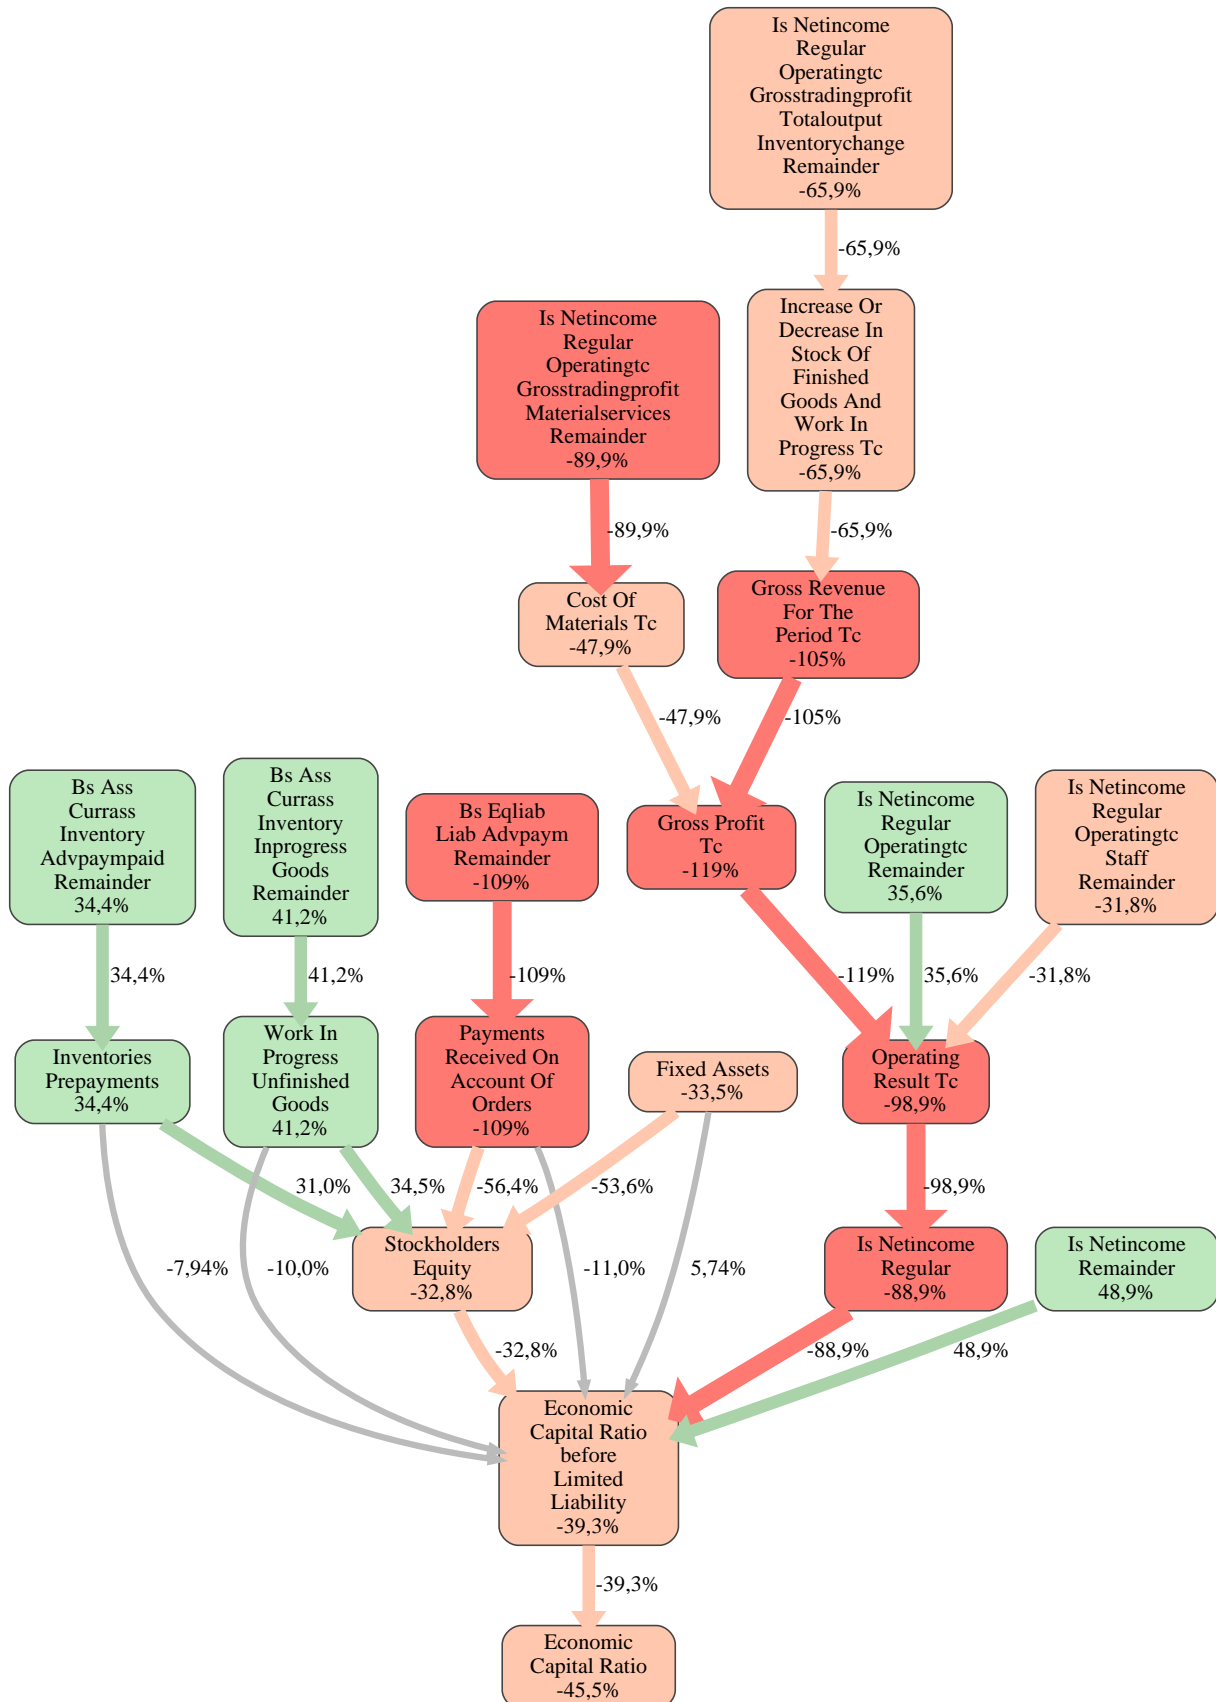 Is Netincome
Regular
Operatingtc
Grosstradingprofit
Totaloutput
Inventorychange
Remainder
-65,9%
-65,9%
Is Netincome
Regular
Operatingtc
Grosstradingprofit
Materialservices
Remainder
-89,9%
Increase Or
Decrease In
Stock Of
Finished
Goods And
Work In
Progress Tc
-65,9%
-89,9%
-65,9%
Cost Of
Materials Tc
-47,9%
Gross Revenue
For The
Period Tc
-105%
-47,9%
-105%
Bs Ass
Currass
Inventory
Advpaympaid
Remainder
34,4%
Bs Ass
Currass
Inventory
Inprogress
Goods
Remainder
41,2%
Bs Eqliab
Liab Advpaym
Remainder
-109%
Gross Profit
Tc
-119%
Is Netincome
Regular
Operatingtc
Remainder
35,6%
Is Netincome
Regular
Operatingtc
Staff
Remainder
-31,8%
34,4%
41,2%
-109%
-119%
35,6%
-31,8%
Inventories
Prepayments
34,4%
Work In
Progress
Unfinished
Goods
41,2%
Payments
Received On
Account Of
Orders
-109%
Fixed Assets
-33,5%
Operating
Result Tc
-98,9%
31,0%
34,5%
-56,4%
-53,6%
-98,9%
Stockholders
Equity
-32,8%
Is Netincome
Regular
-88,9%
Is Netincome
Remainder
48,9%
-7,94%
-10,0%
-11,0%
5,74%
-32,8%
-88,9%
48,9%
Economic
Capital Ratio
before
Limited
Liability
-39,3%
-39,3%
Economic
Capital Ratio
-45,5%